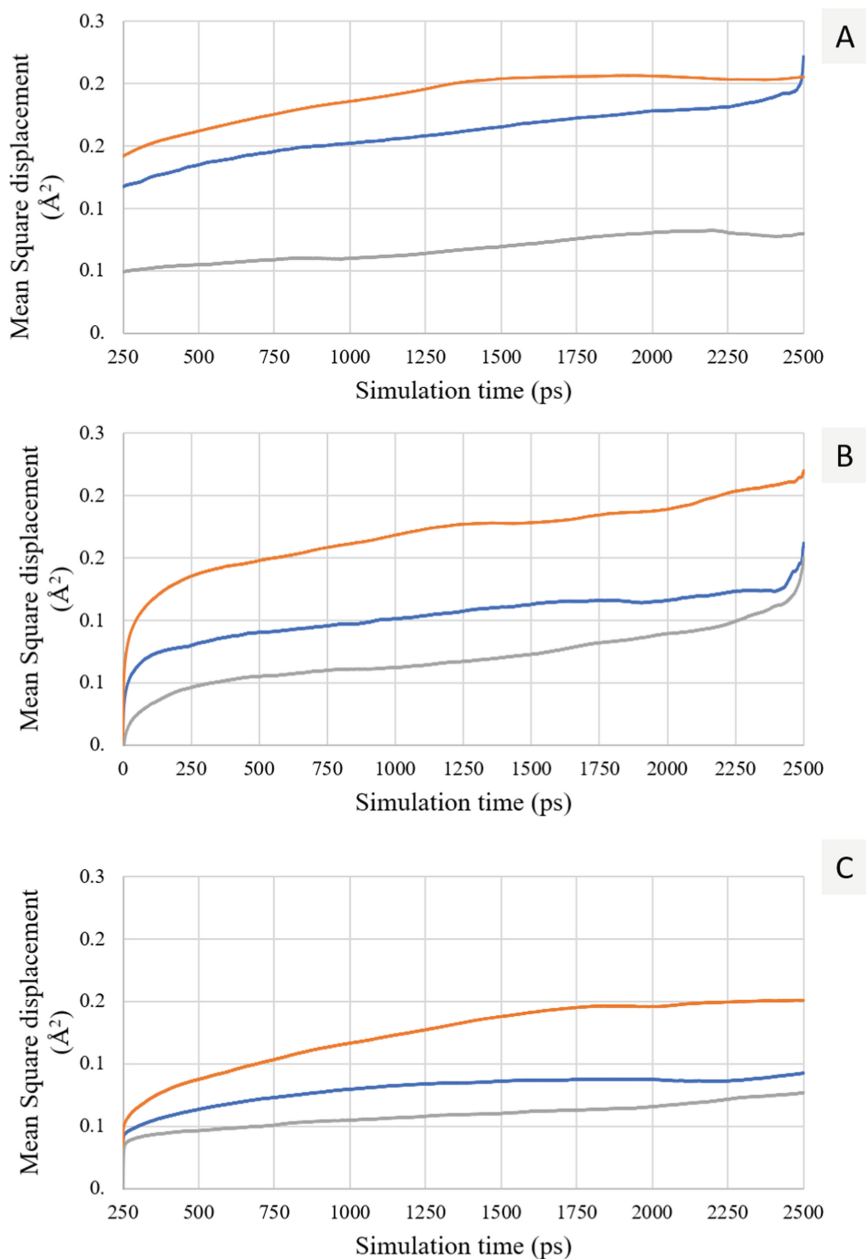 A
0.3
0.2
0.2
0.1
0.1
0.
Mean Square displacement
(Å²)
250 500 750 1000 1250 1500 1750 2000 2250 2500
Simulation time (ps)
B
0.3
0.2
0.2
0.1
0.1
0.
Mean Square displacement
(Å²)
0 250 500 750 1000 1250 1500 1750 2000 2250 2500
Simulation time (ps)
C
0.3
0.2
0.2
0.1
0.1
0.
Mean Square displacement
(Å²)
250 500 750 1000 1250 1500 1750 2000 2250 2500
Simulation time (ps)